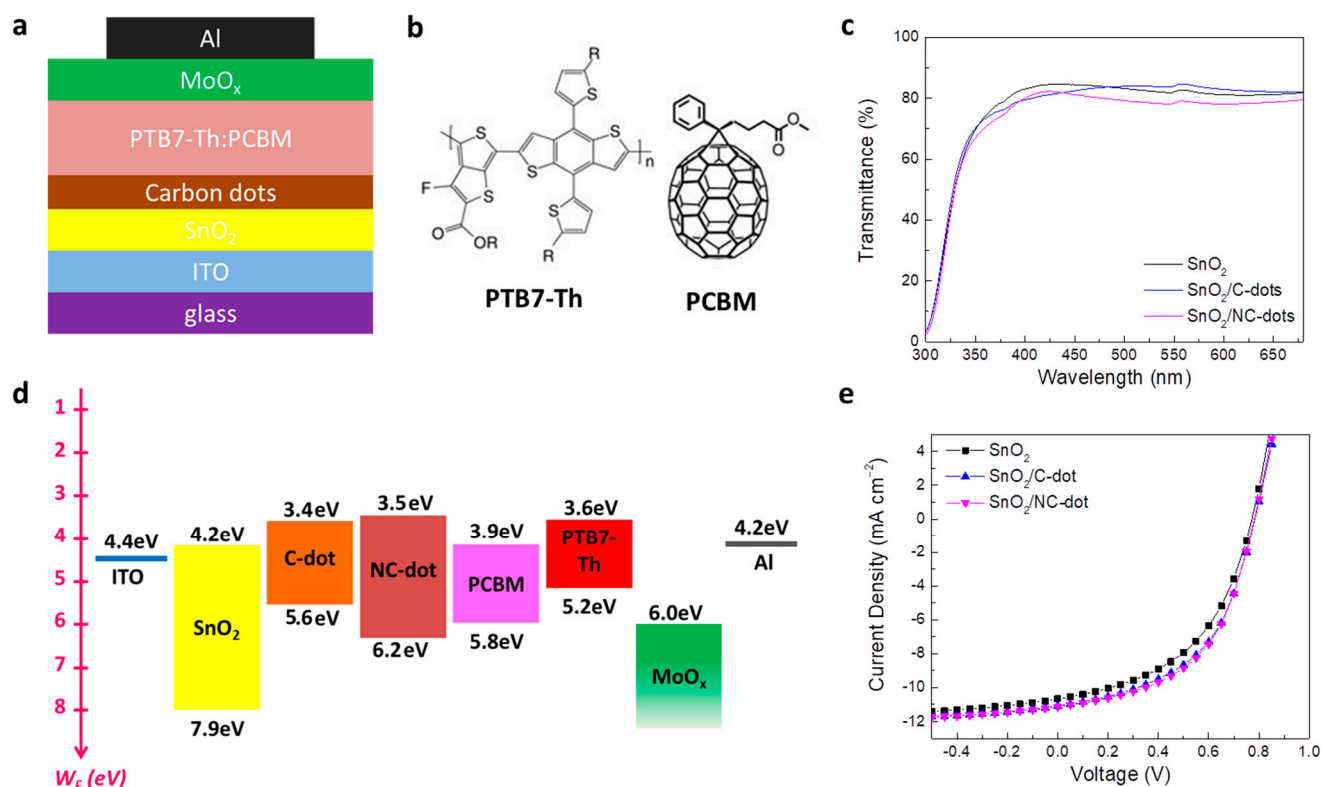 a
Al
MoOₓ
PTB7-Th:PCBM
Carbon dots
SnO₂
ITO
glass
b
R
S
S
S
S
n
F
S
S
O
OR
R
PTB7-Th
O
O
PCBM
c
100
80
60
40
20
0
300 350 400 450 500 550 600 650
Transmittance (%)
Wavelength (nm)
SnO₂
SnO₂/C-dots
SnO₂/NC-dots
d
1
2
3
4
5
6
7
8
W_F (eV)
4.4eV
ITO
4.2eV
SnO₂
7.9eV
3.4eV
C-dot
5.6eV
3.5eV
NC-dot
6.2eV
3.9eV
PCBM
5.8eV
3.6eV
PTB7-
Th
5.2eV
6.0eV
MoOₓ
4.2eV
Al
e
4
2
0
-2
-4
-6
-8
-10
-12
-0.4 -0.2 0.0 0.2 0.4 0.6 0.8 1.0
Current Density (mA cm⁻²)
Voltage (V)
SnO₂
SnO₂/C-dot
SnO₂/NC-dot